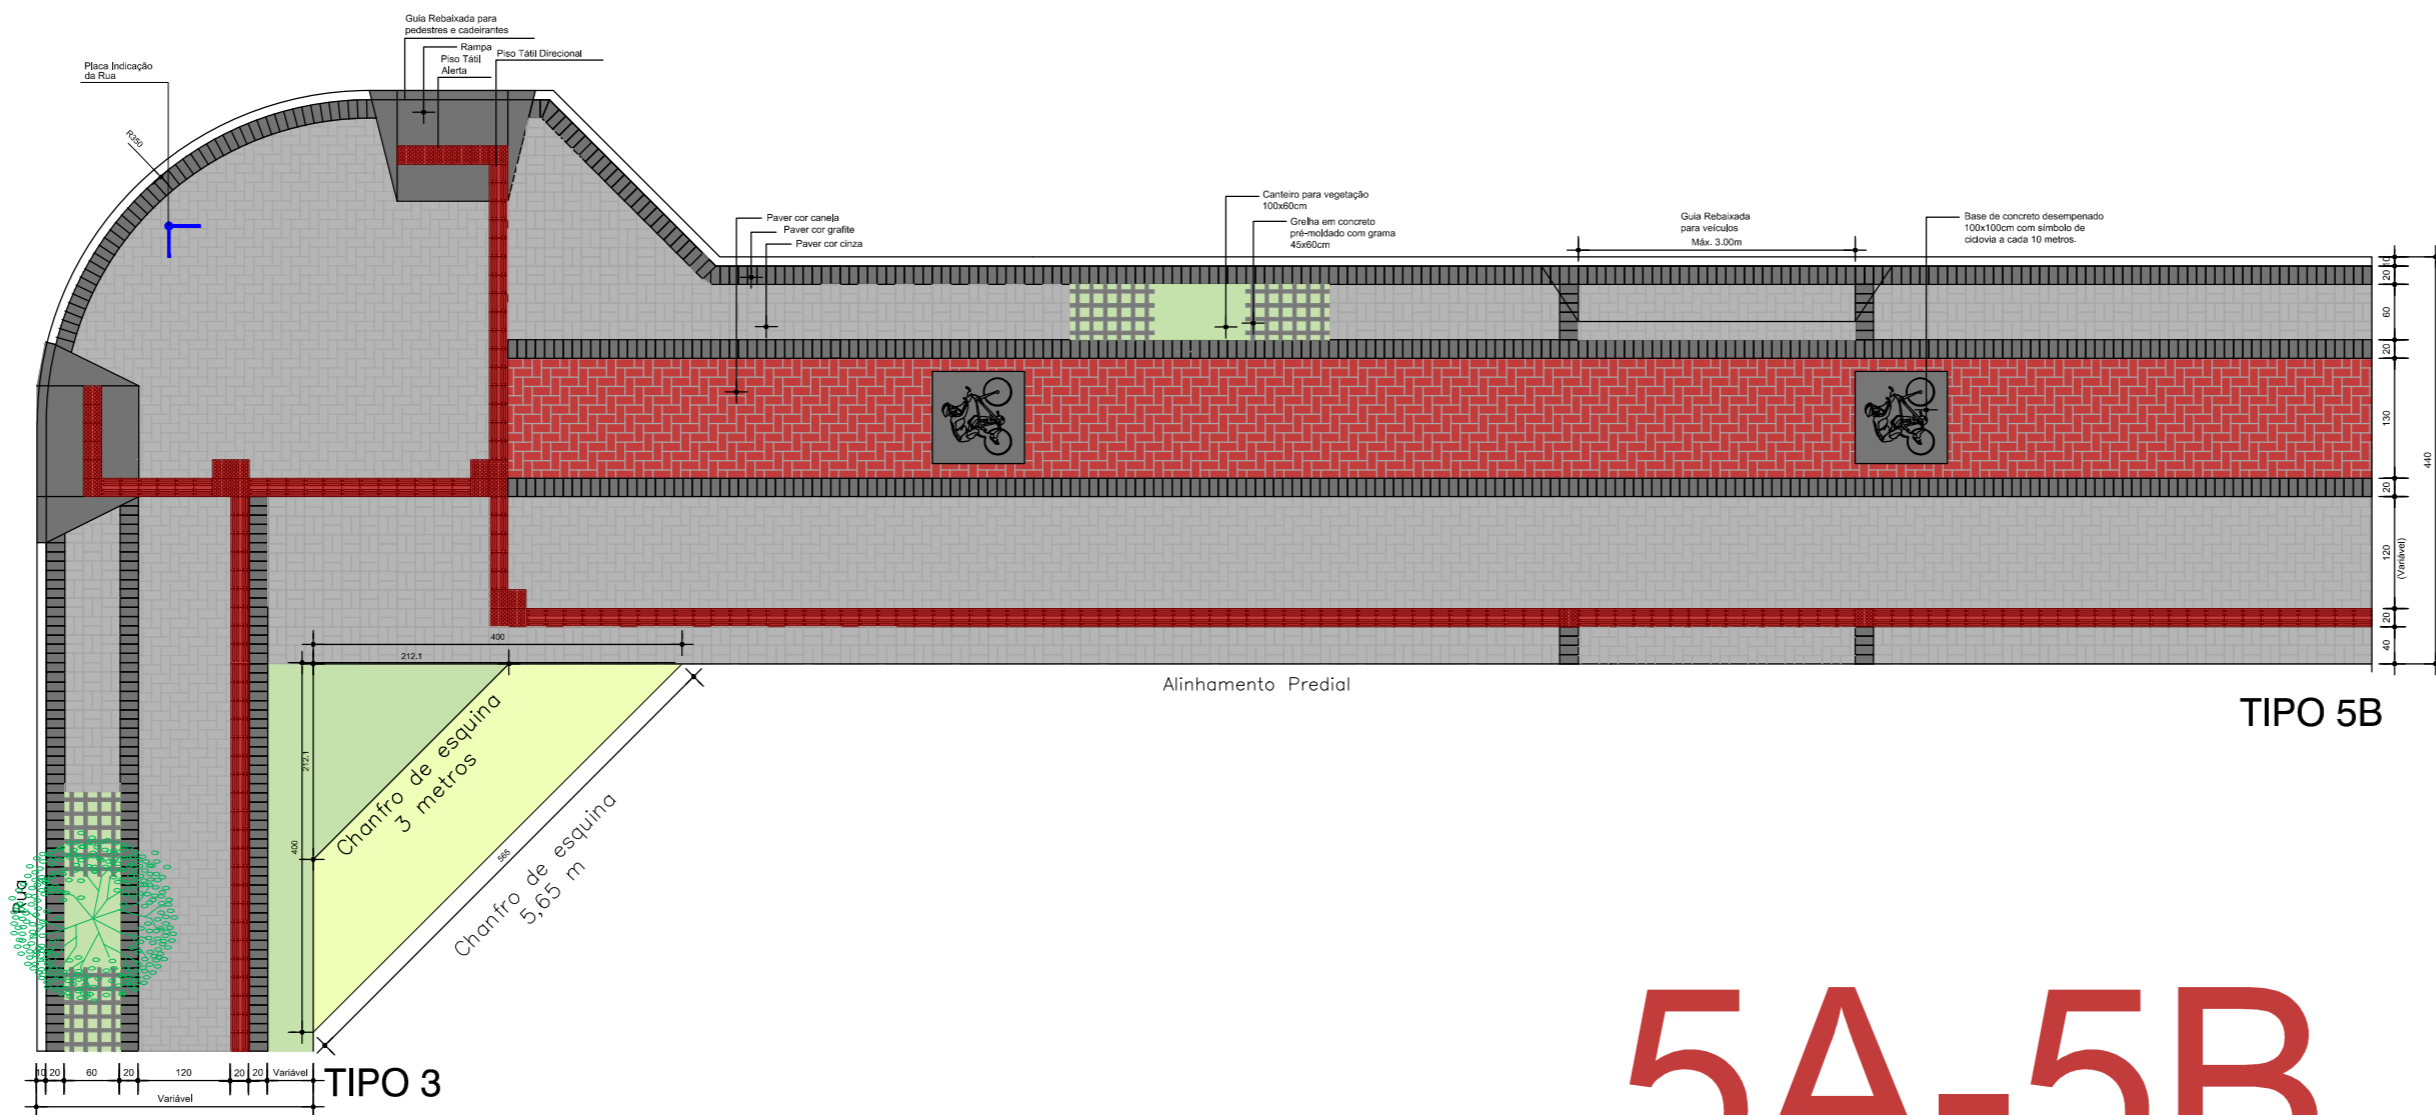 Guia Rebaixada para
pedestres e cadeirantes
Rampa
Piso Tátil
Alerta
Piso Tátil Direcional
Placa Indicação
da Rua
R350
Canteiro para vegetação
100x60cm
Grelha em concreto
pré-moldado com grama
45x60cm
Paver cor canela
Paver cor grafite
Paver cor cinza
Guia Rebaixada
para veículos
Máx. 3.00m
Base de concreto desempenado
100x100cm com símbolo de
ciclovia a cada 10 metros.
10
20
60
20
130
20
120
(Variável)
20
40
440
400
212.1
212.1
400
Chanfro de esquina
3 metros
565
Chanfro de esquina
5,65 m
Alinhamento Predial
TIPO 5B
Rua
10
20
60
20
120
20
20
Variável
Variável
TIPO 3
5A-5B